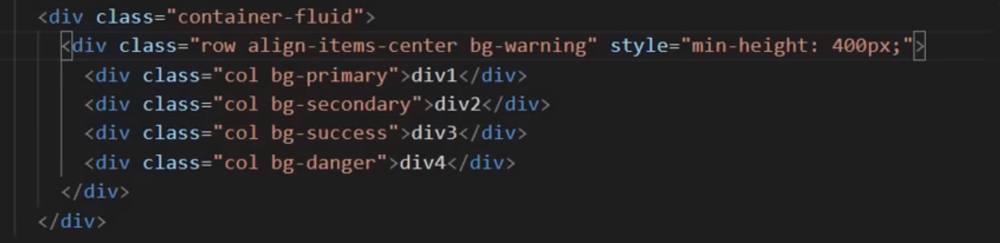 <div class="container-fluid">
<div class="row align-items-center bg-warning" style="min-height: 400px;">
<div class="col bg-primary">div1</div>
<div class="col bg-secondary">div2</div>
<div class="col bg-success">div3</div>
<div class="col bg-danger">div4</div>
</div>
</div>